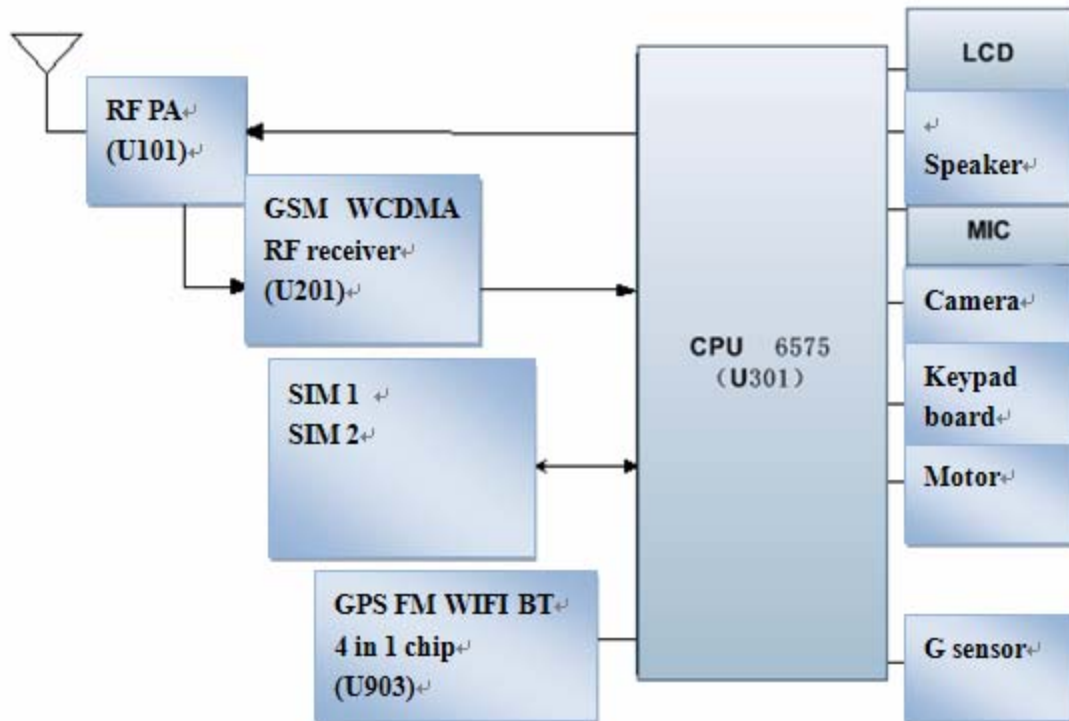 RF PA↵
(U101)↵
GSM WCDMA
RF receiver↵
(U201)↵
SIM 1 ↵
SIM 2↵
GPS FM WIFI BT↵
4 in 1 chip↵
(U903)↵
CPU 6575
（U301）
LCD
↵
Speaker↵
MIC
Camera↵
Keypad
board↵
Motor↵
G sensor↵